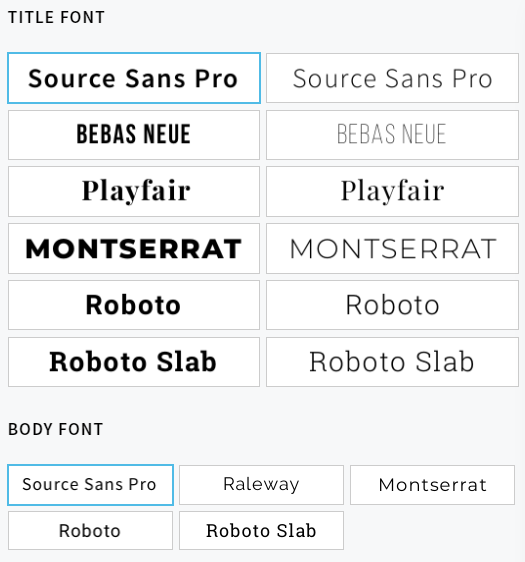 TITLE FONT
Source Sans Pro Source Sans Pro
BEBAS NEUE BEBAS NEUE
Playfair Playfair
MONTSERRAT MONTSERRAT
Roboto Roboto
Roboto Slab Roboto Slab
BODY FONT
Source Sans Pro Raleway Montserrat
Roboto Roboto Slab